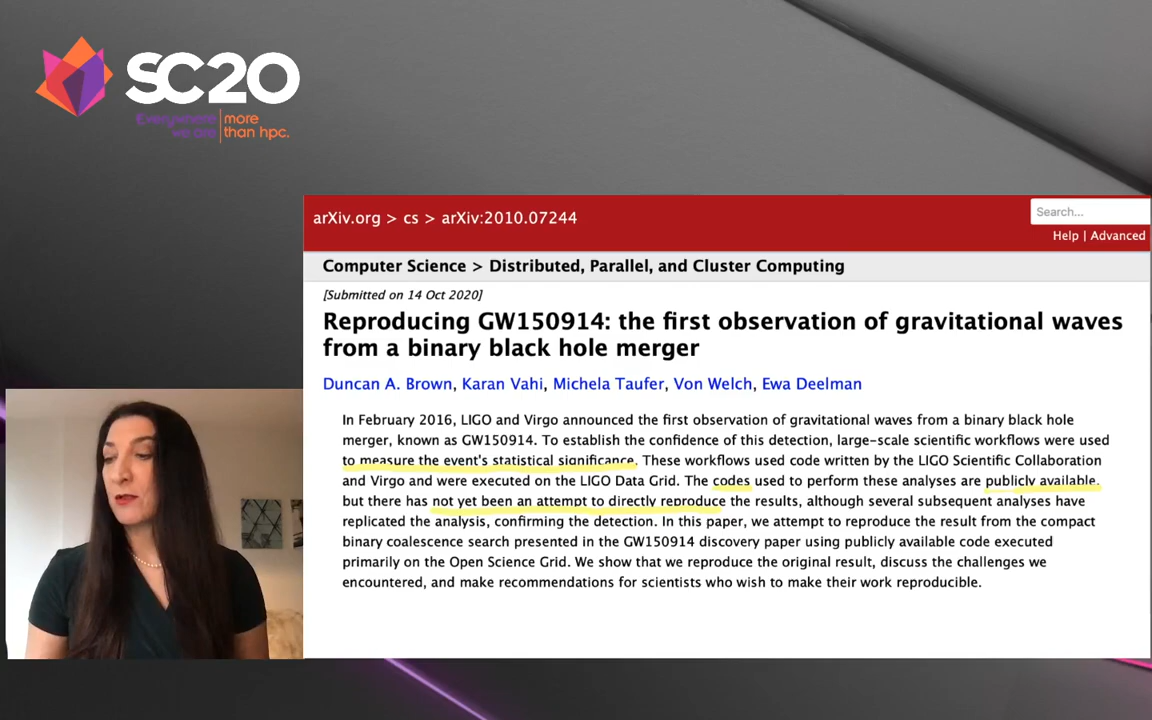 SC20
Everywhere we are
more than hpc.
arXiv.org > cs > arXiv:2010.07244
Search...
Help | Advanced
Computer Science > Distributed, Parallel, and Cluster Computing
[Submitted on 14 Oct 2020]
Reproducing GW150914: the first observation of gravitational waves
from a binary black hole merger
Duncan A. Brown, Karan Vahi, Michela Taufer, Von Welch, Ewa Deelman
In February 2016, LIGO and Virgo announced the first observation of gravitational waves from a binary black hole
merger, known as GW150914. To establish the confidence of this detection, large-scale scientific workflows were used
to measure the event's statistical significance. These workflows used code written by the LIGO Scientific Collaboration
and Virgo and were executed on the LIGO Data Grid. The codes used to perform these analyses are publicly available.
but there has not yet been an attempt to directly reproduce the results, although several subsequent analyses have
replicated the analysis, confirming the detection. In this paper, we attempt to reproduce the result from the compact
binary coalescence search presented in the GW150914 discovery paper using publicly available code executed
primarily on the Open Science Grid. We show that we reproduce the original result, discuss the challenges we
encountered, and make recommendations for scientists who wish to make their work reproducible.